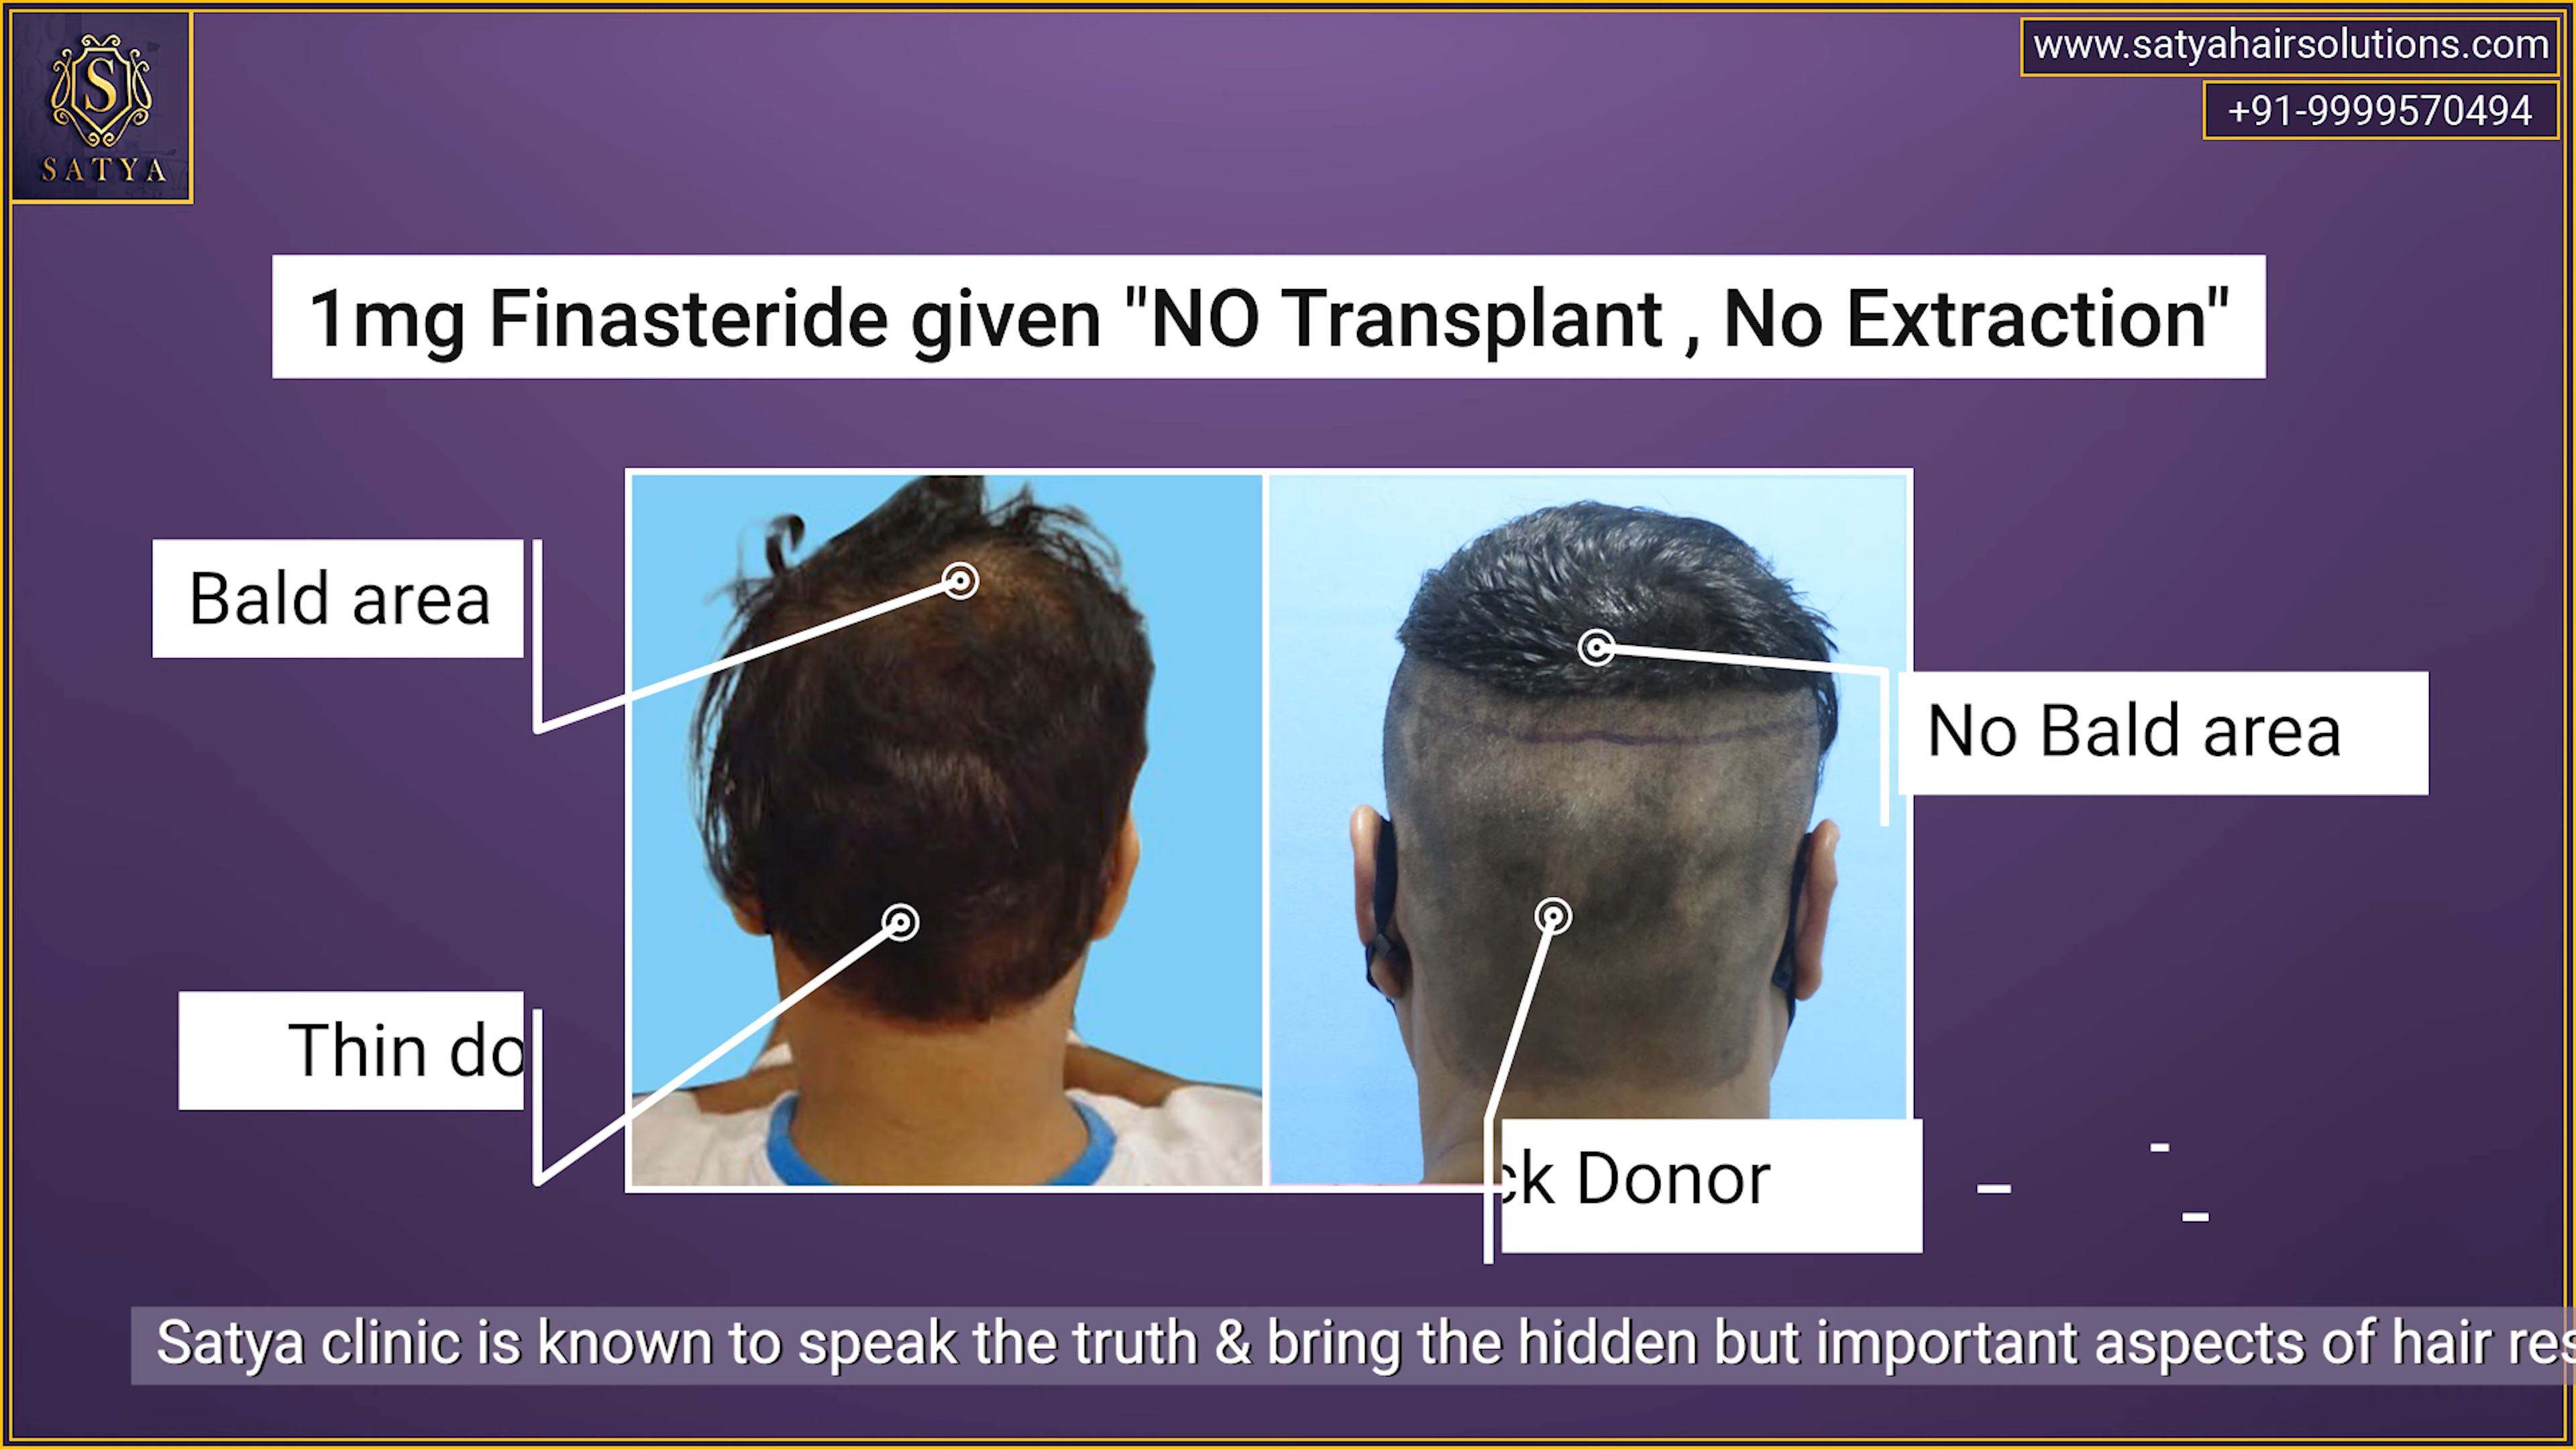 S
SATYA
www.satyahairsolutions.com
+91-9999570494
1mg Finasteride given "NO Transplant , No Extraction"
Bald area
No Bald area
Thin do
ck Donor
Satya clinic is known to speak the truth & bring the hidden but important aspects of hair res